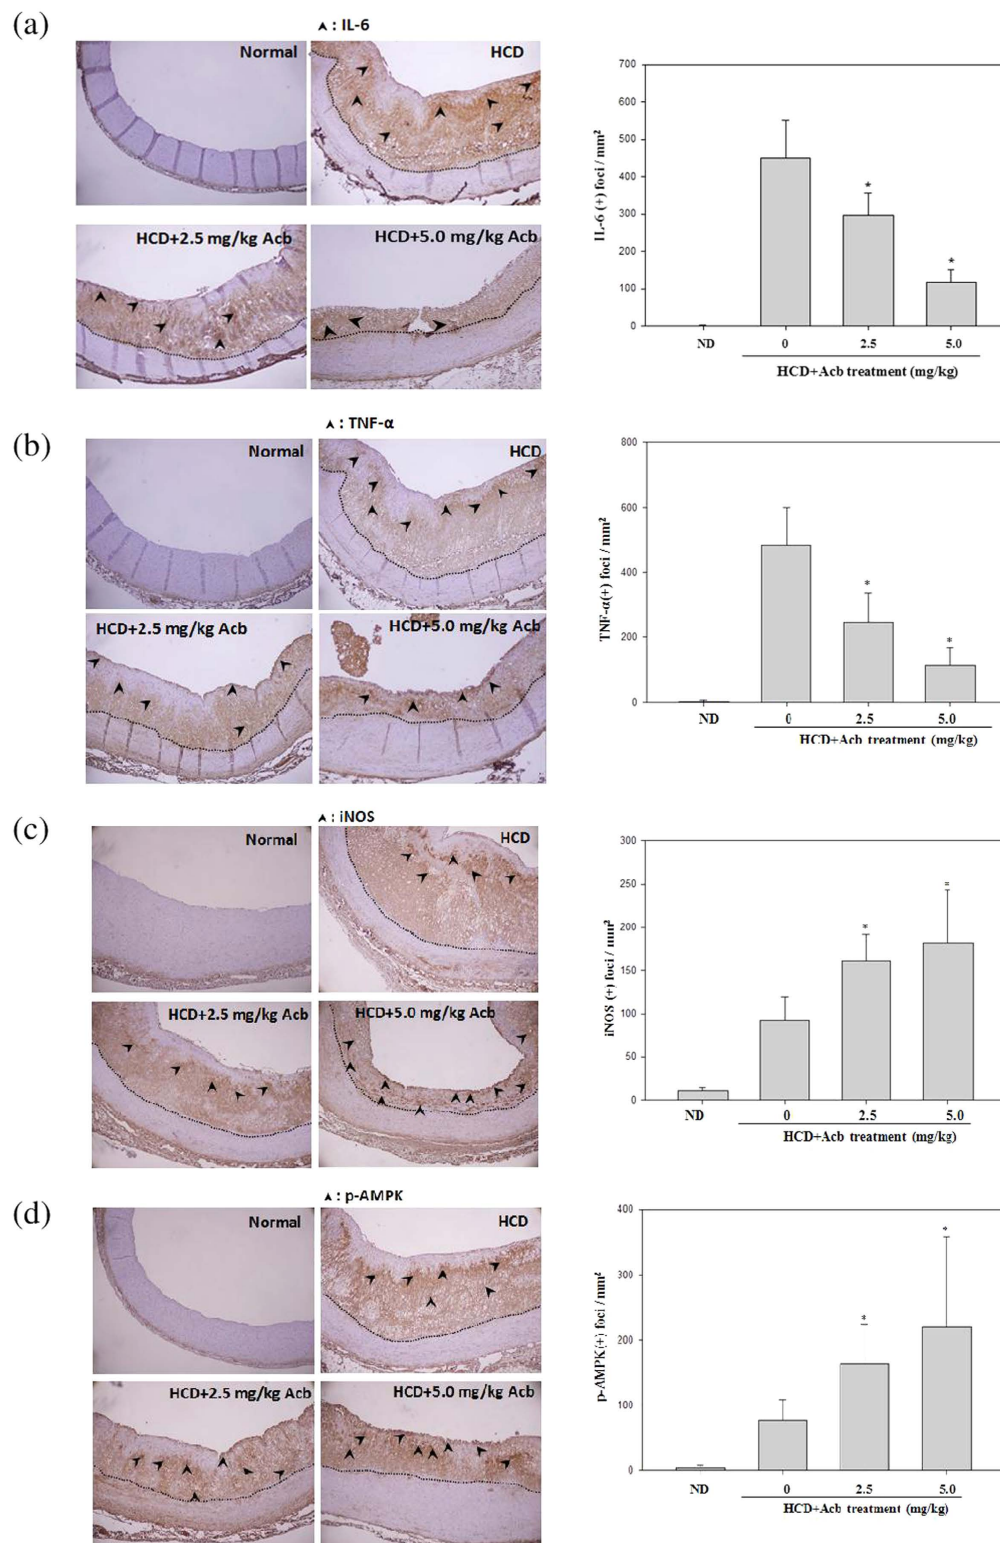 (a)
⮝ : IL-6
Normal
HCD
HCD+2.5 mg/kg Acb
HCD+5.0 mg/kg Acb
700
600
500
400
300
200
100
0
IL-6 (+) foci / mm²
*
*
ND
0
2.5
5.0
HCD+Acb treatment (mg/kg)
(b)
⮝ : TNF-α
Normal
HCD
HCD+2.5 mg/kg Acb
HCD+5.0 mg/kg Acb
800
600
400
200
0
TNF-α(+) foci / mm²
*
*
ND
0
2.5
5.0
HCD+Acb treatment (mg/kg)
(c)
⮝ : iNOS
Normal
HCD
HCD+2.5 mg/kg Acb
HCD+5.0 mg/kg Acb
300
250
200
150
100
50
0
iNOS (+) foci / mm²
*
*
ND
0
2.5
5.0
HCD+Acb treatment (mg/kg)
(d)
⮝ : p-AMPK
Normal
HCD
HCD+2.5 mg/kg Acb
HCD+5.0 mg/kg Acb
400
300
200
100
0
p-AMPK(+) foci / mm²
*
*
ND
0
2.5
5.0
HCD+Acb treatment (mg/kg)